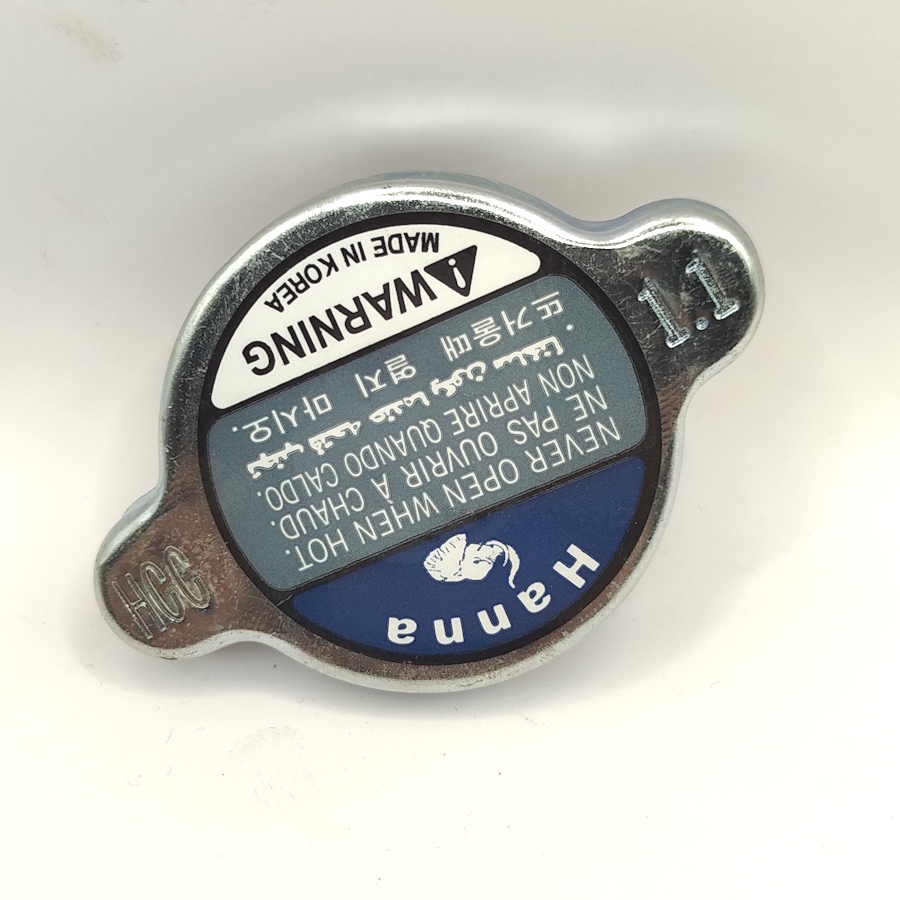 Hanna
NEVER OPEN WHEN HOT.
NE PAS OUVRIR À CHAUD.
NON APRIRE QUANDO CALDO.
뜨거울때 열지 마시오.
WARNING
MADE IN KOREA
HCC
1.1